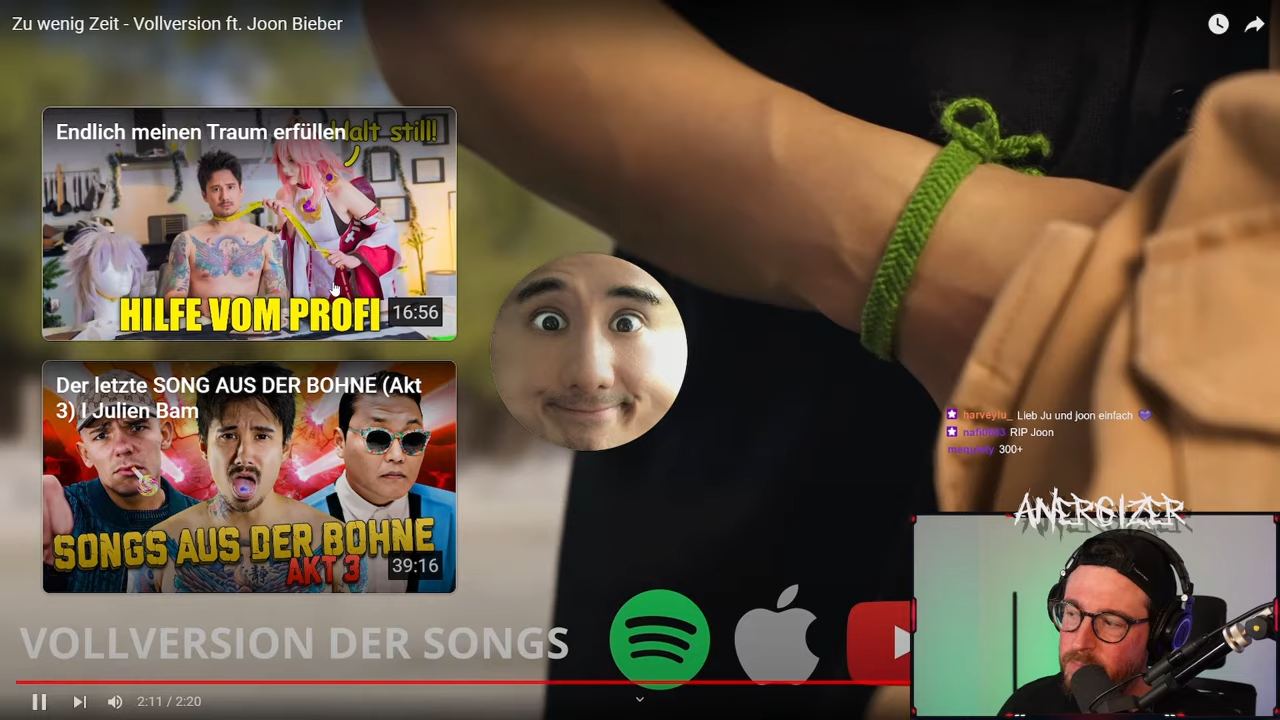 Zu wenig Zeit - Vollversion ft. Joon Bieber
Endlich meinen Traum erfüllen
Halt still!
HILFE VOM PROFI
16:56
Der letzte SONG AUS DER BOHNE (Akt
3) I Julien Bam
SONGS AUS DER BOHNE
AKT 3
39:16
harveylu_ Lieb Ju und joon einfach
RIP Joon
300+
ANERGIZER
VOLLVERSION DER SONGS
2:11 / 2:20